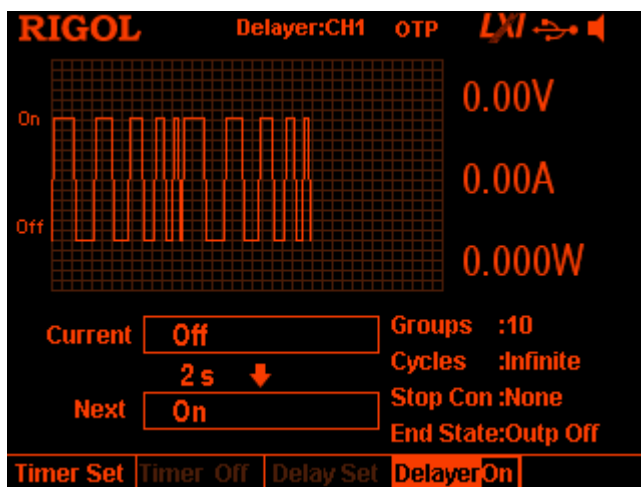 RIGOL Delayer:CH1 OTP LXI
On
Off
0.00V
0.00A
0.000W
Current Off
2 s
Next On
Groups :10
Cycles :Infinite
Stop Con :None
End State:Outp Off
Timer Set Timer Off Delay Set Delayer On